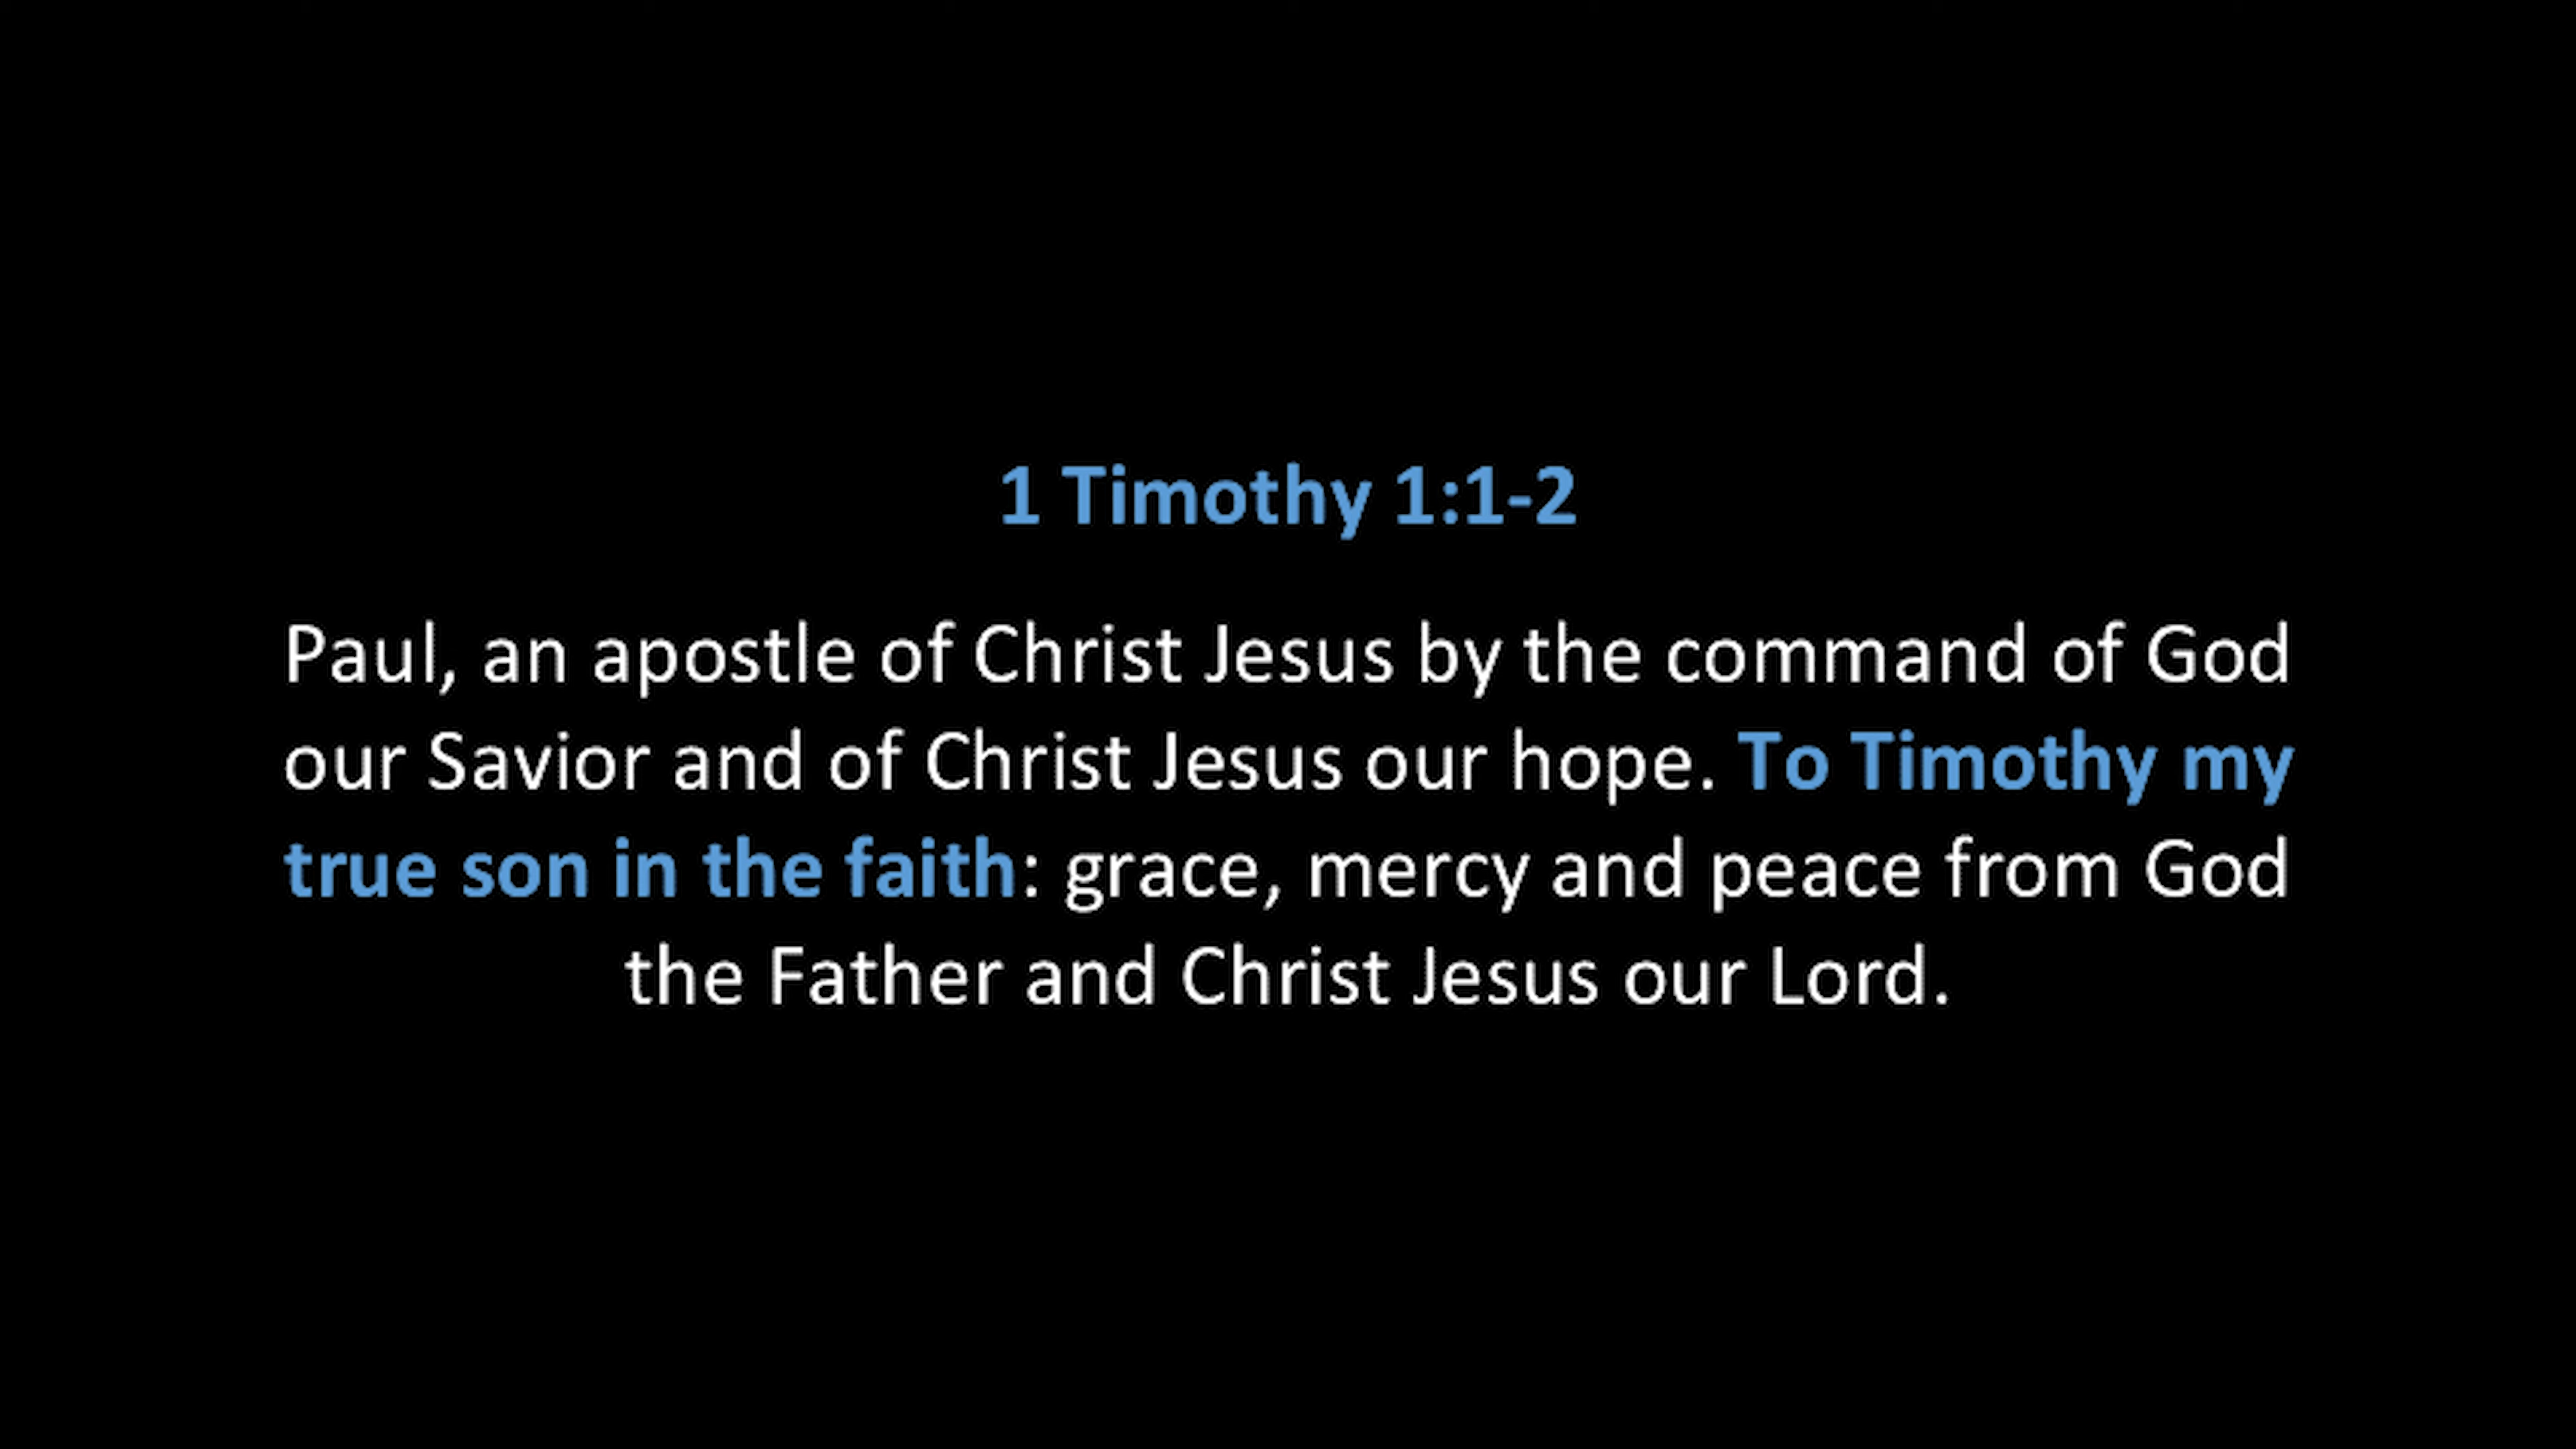 1 Timothy 1:1-2
Paul, an apostle of Christ Jesus by the command of God
our Savior and of Christ Jesus our hope. To Timothy my
true son in the faith: grace, mercy and peace from God
the Father and Christ Jesus our Lord.